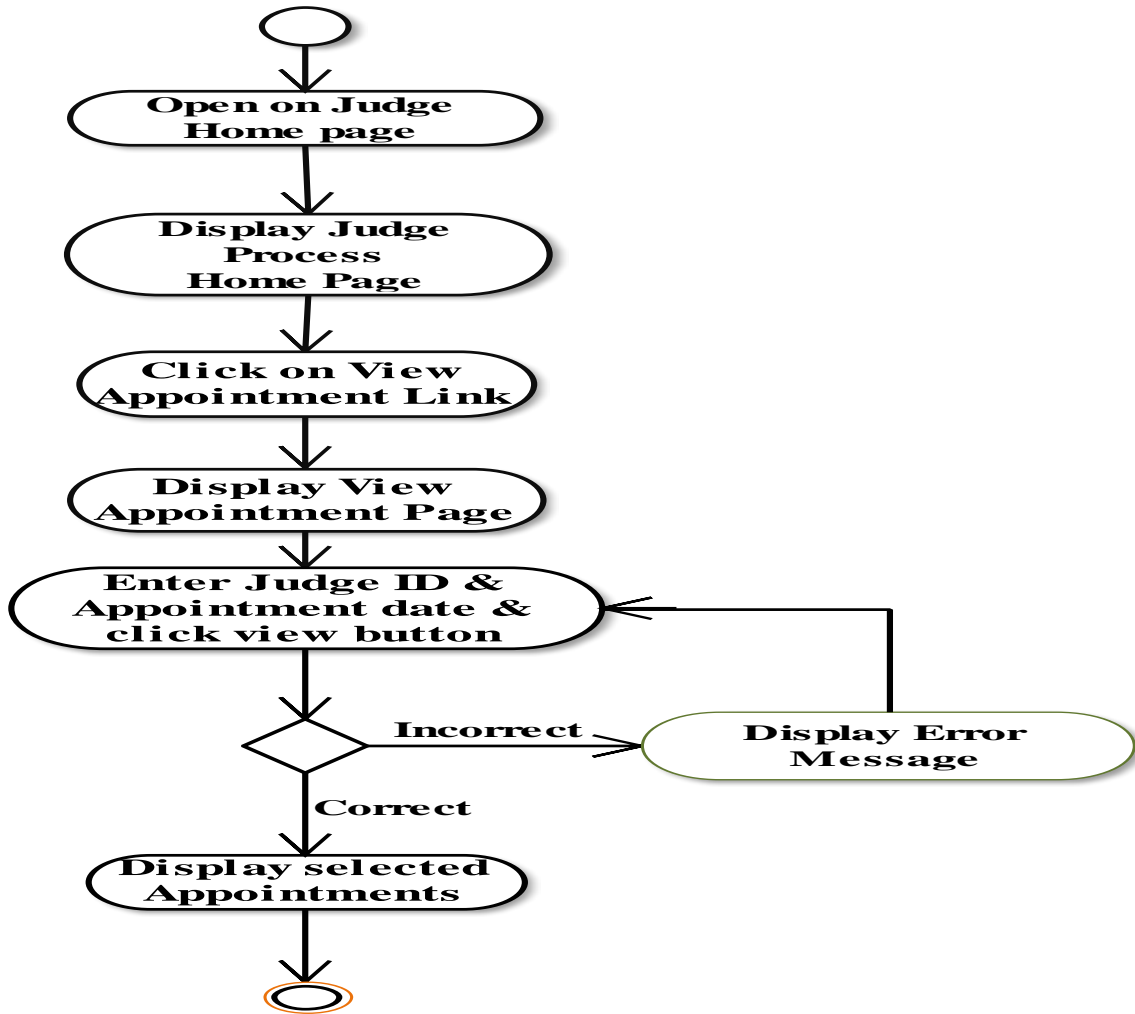 Open on Judge
Home page
Display Judge
Process
Home Page
Click on View
Appointment Link
Display View
Appointment Page
Enter Judge ID &
Appointment date &
click view button
Incorrect
Display Error
Message
Correct
Display selected
Appointments